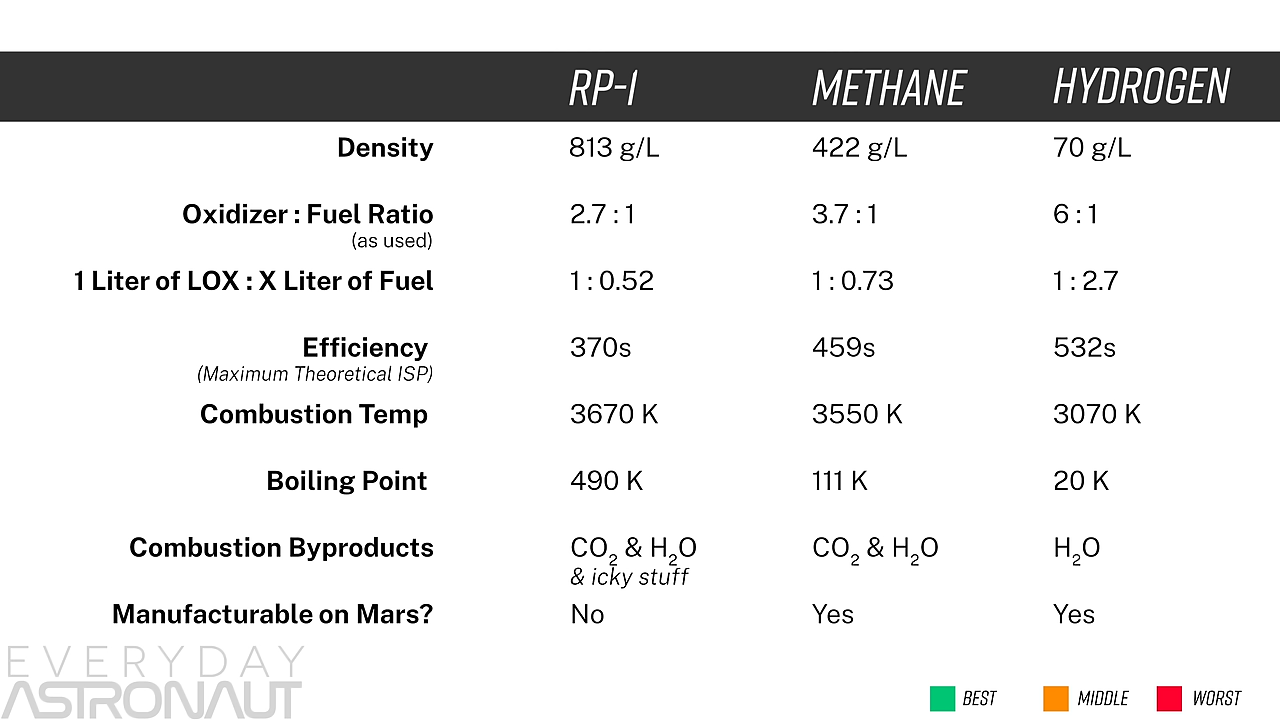 RP-1 METHANE HYDROGEN
Density 813 g/L 422 g/L 70 g/L
Oxidizer : Fuel Ratio 2.7 : 1 3.7 : 1 6 : 1
(as used)
1 Liter of LOX : X Liter of Fuel 1 : 0.52 1 : 0.73 1 : 2.7
Efficiency 370s 459s 532s
(Maximum Theoretical ISP)
Combustion Temp 3670 K 3550 K 3070 K
Boiling Point 490 K 111 K 20 K
Combustion Byproducts CO₂ & H₂O CO₂ & H₂O H₂O
& icky stuff
Manufacturable on Mars? No Yes Yes
EVERYDAY
ASTRONAUT
BEST MIDDLE WORST